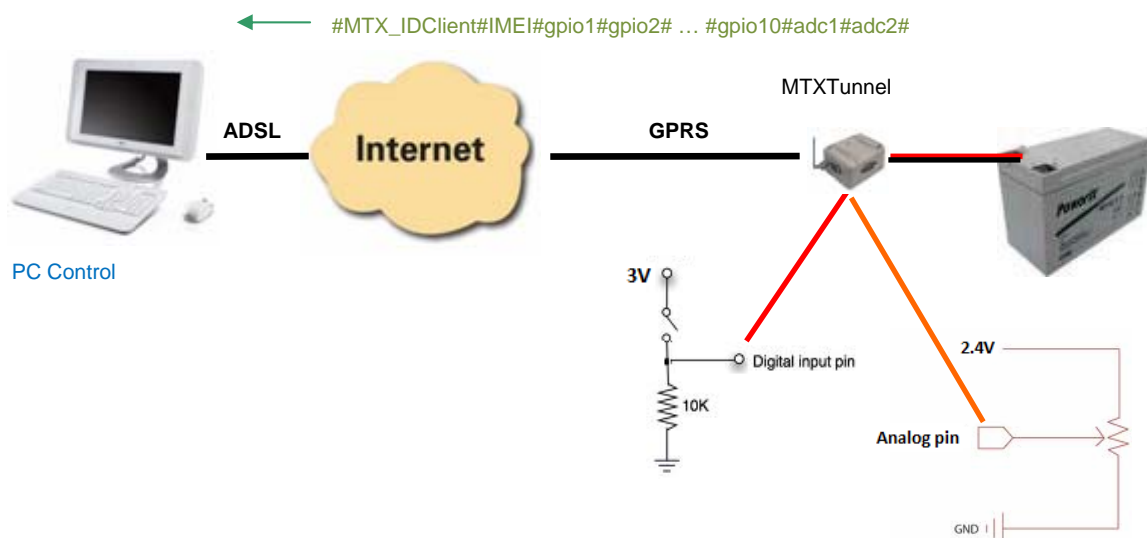 #MTX_IDClient#IMEI#gpio1#gpio2# … #gpio10#adc1#adc2#
MTXTunnel
ADSL
Internet
GPRS
PC Control
3V
Digital input pin
10K
2.4V
Analog pin
GND